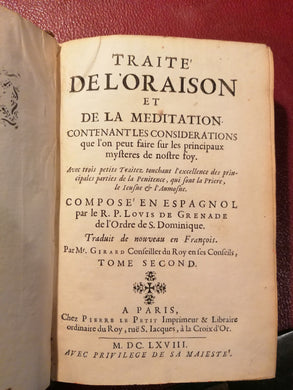 TRAITE'
DE L'ORAISON
ET
DE LA MEDITATION
CONTENANT LES CONSIDERATIONS
que l'on peut faire sur les principaux
mysteres de nostre foy.
Avec trois petits Traitez touchant l'excellence des prin-
cipales parties de la Penitence, qui sont la Priere,
le Ieusne & l'Aumosne.
COMPOSE' EN ESPAGNOL
par le R. P. LOVIS DE GRENADE
de l'Ordre de S. Dominique.
Traduit de nouveau en François.
Par Mr. GIRARD Conseiller du Roy en ses Conseils,
TOME SECOND.
A PARIS,
Chez PIERRE LE PETIT Imprimeur & Libraire
ordinaire du Roy, ruë S. Iacques, à la Croix d'Or.
M. DC. LXVIII.
AVEC PRIVILEGE DE SA MAIESTE'.